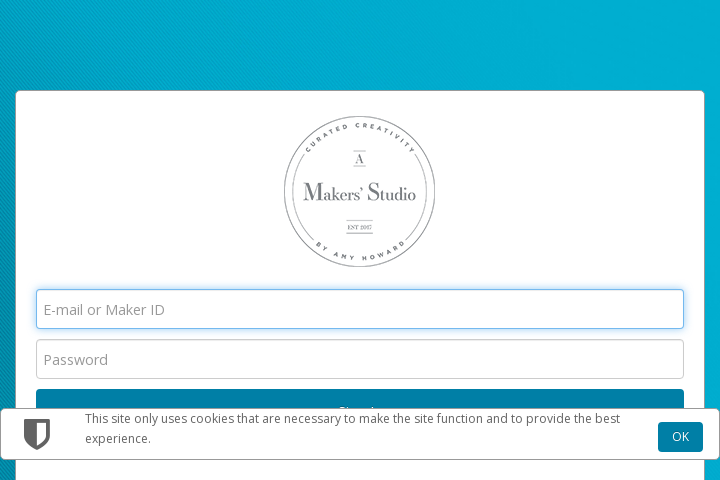 CURATED CREATIVITY
A
Makers' Studio
EST 2017
BY AMY HOWARD
E-mail or Maker ID
Password
This site only uses cookies that are necessary to make the site function and to provide the best
experience.
OK